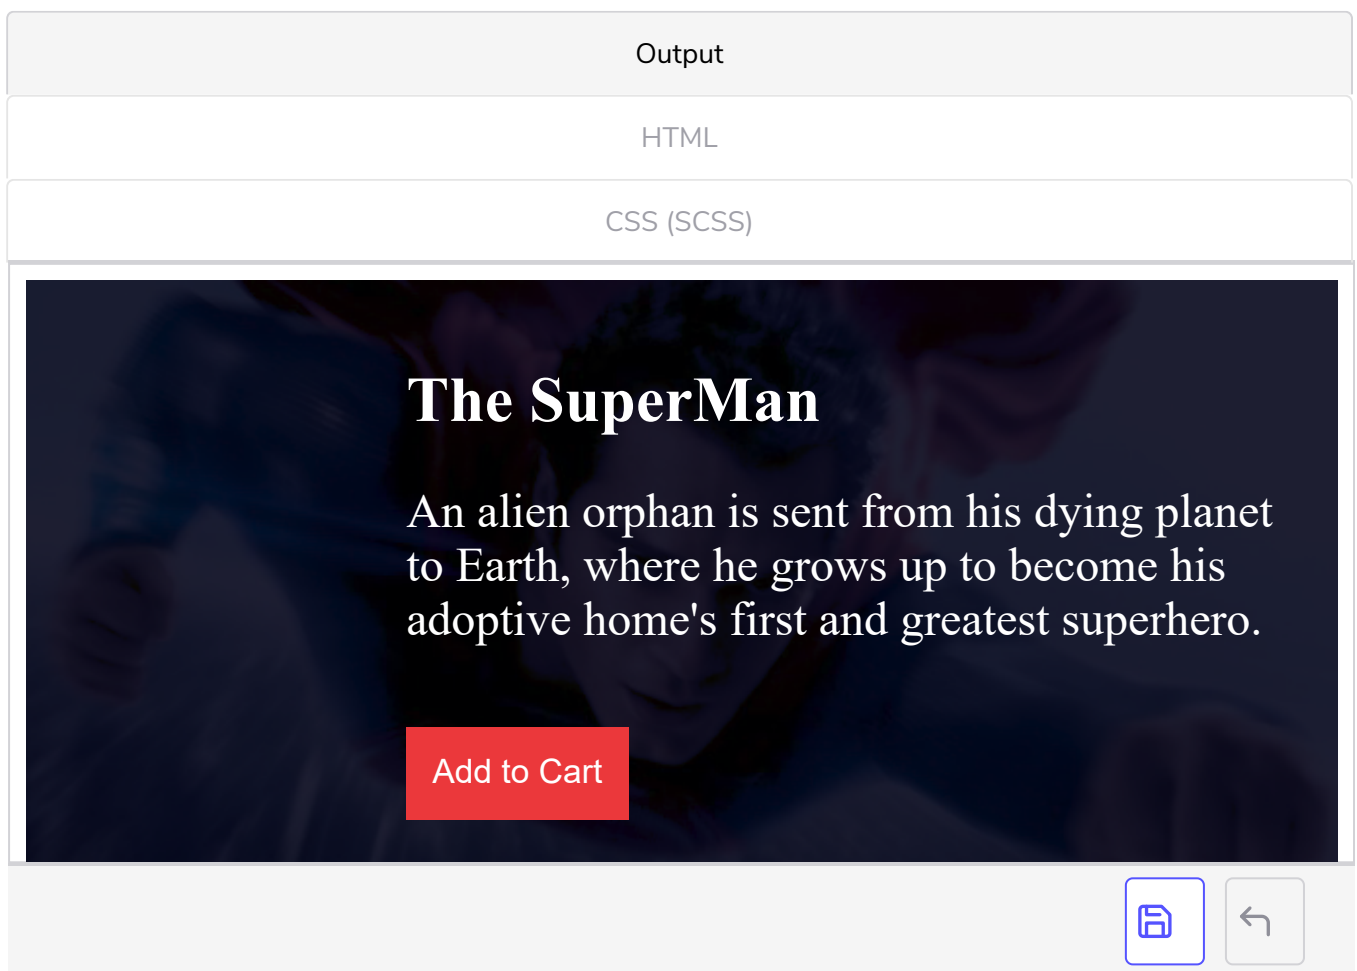 Output
HTML
CSS (SCSS)
The SuperMan
An alien orphan is sent from his dying planet
to Earth, where he grows up to become his
adoptive home's first and greatest superhero.
Add to Cart